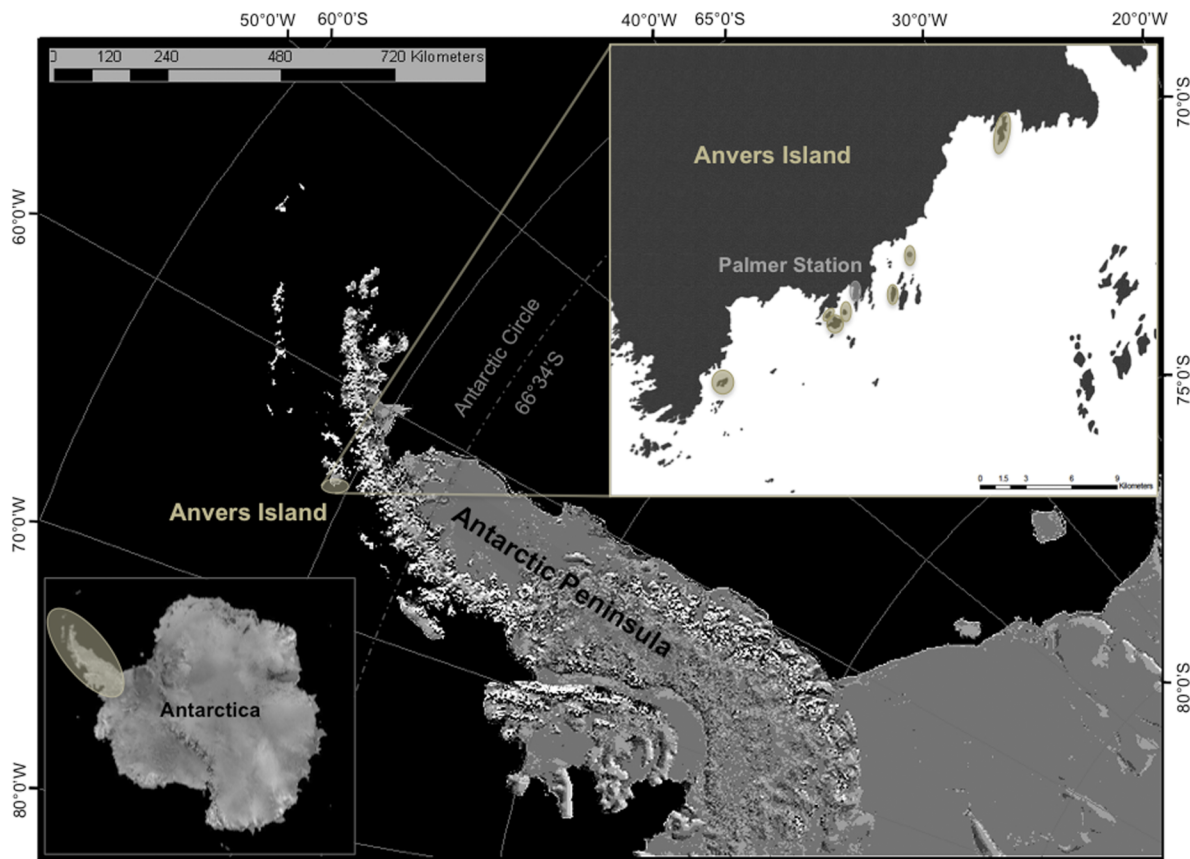 50°0'W 60°0'S 40°0'W 65°0'S 30°0'W 20°0'W
0 120 240 480 720 Kilometers
70°0'S
Anvers Island
60°0'W
Palmer Station
Antarctic Circle
66°34'S
75°0'S
0 1.5 3 6 9
Kilometers
Anvers Island
70°0'W
Antarctic Peninsula
80°0'S
Antarctica
80°0'W